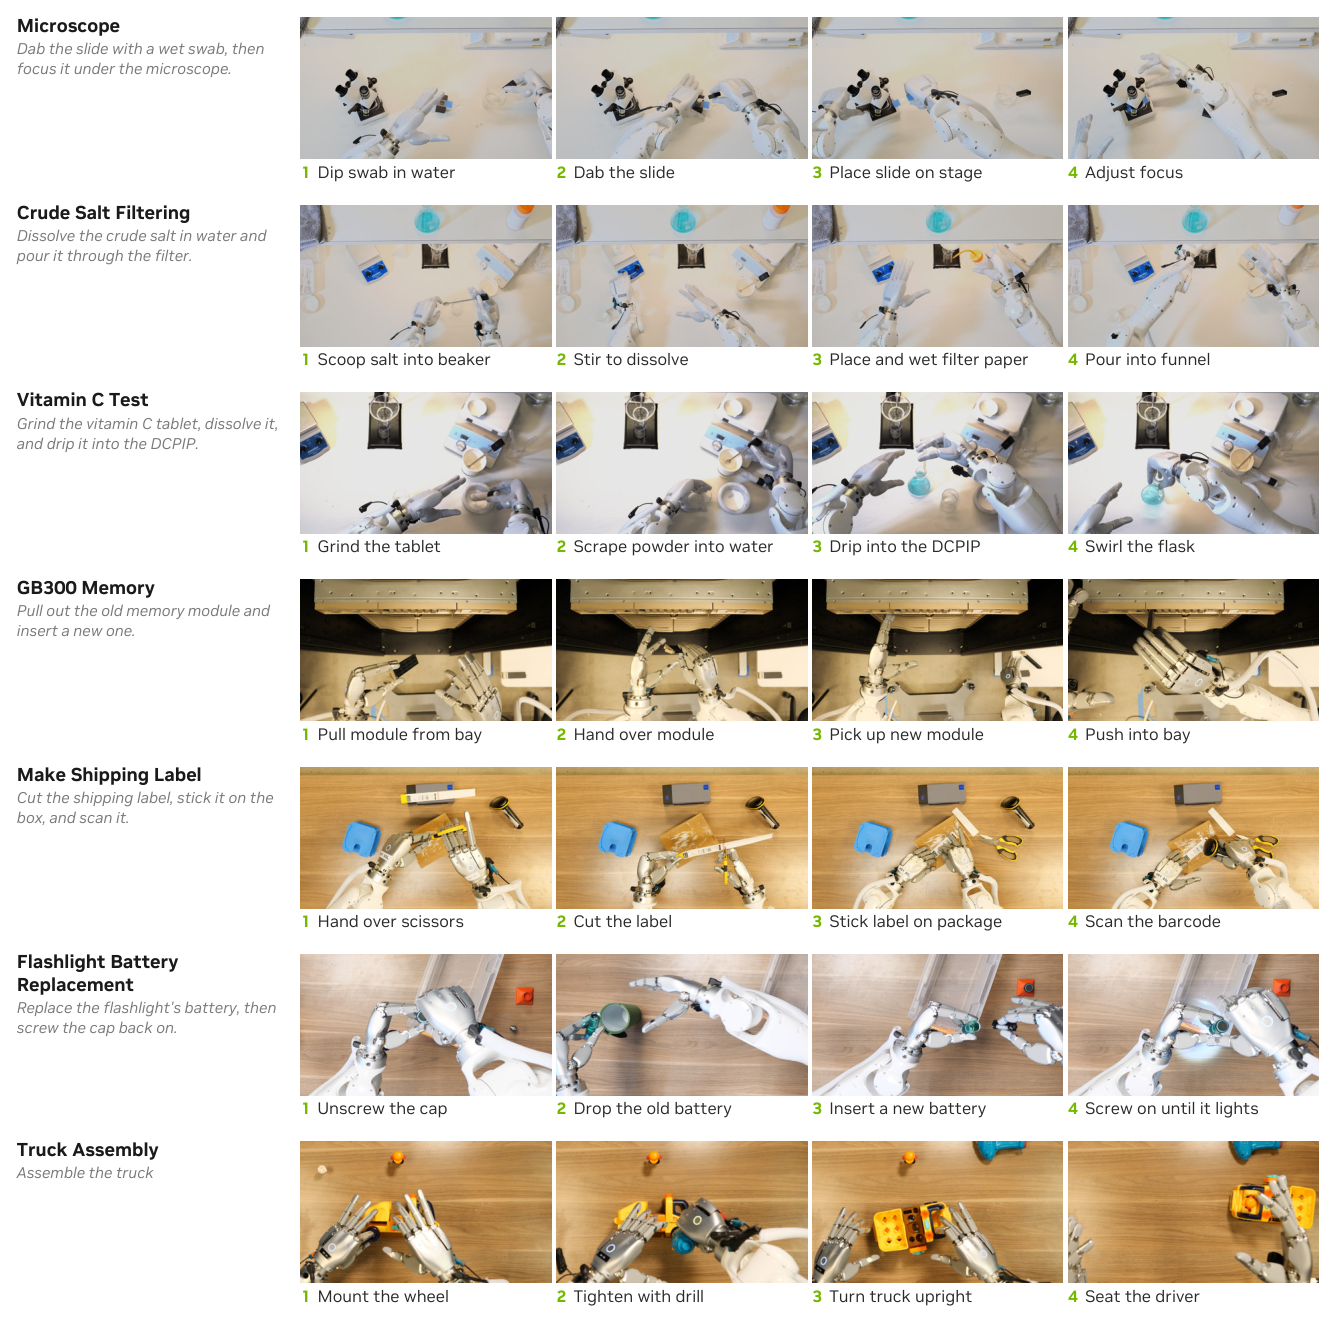 Microscope
Dab the slide with a wet swab, then
focus it under the microscope.
1 Dip swab in water
2 Dab the slide
3 Place slide on stage
4 Adjust focus
Crude Salt Filtering
Dissolve the crude salt in water and
pour it through the filter.
1 Scoop salt into beaker
2 Stir to dissolve
3 Place and wet filter paper
4 Pour into funnel
Vitamin C Test
Grind the vitamin C tablet, dissolve it,
and drip it into the DCPIP.
1 Grind the tablet
2 Scrape powder into water
3 Drip into the DCPIP
4 Swirl the flask
GB300 Memory
Pull out the old memory module and
insert a new one.
1 Pull module from bay
2 Hand over module
3 Pick up new module
4 Push into bay
Make Shipping Label
Cut the shipping label, stick it on the
box, and scan it.
1 Hand over scissors
2 Cut the label
3 Stick label on package
4 Scan the barcode
Flashlight Battery
Replacement
Replace the flashlight's battery, then
screw the cap back on.
1 Unscrew the cap
2 Drop the old battery
3 Insert a new battery
4 Screw on until it lights
Truck Assembly
Assemble the truck
1 Mount the wheel
2 Tighten with drill
3 Turn truck upright
4 Seat the driver